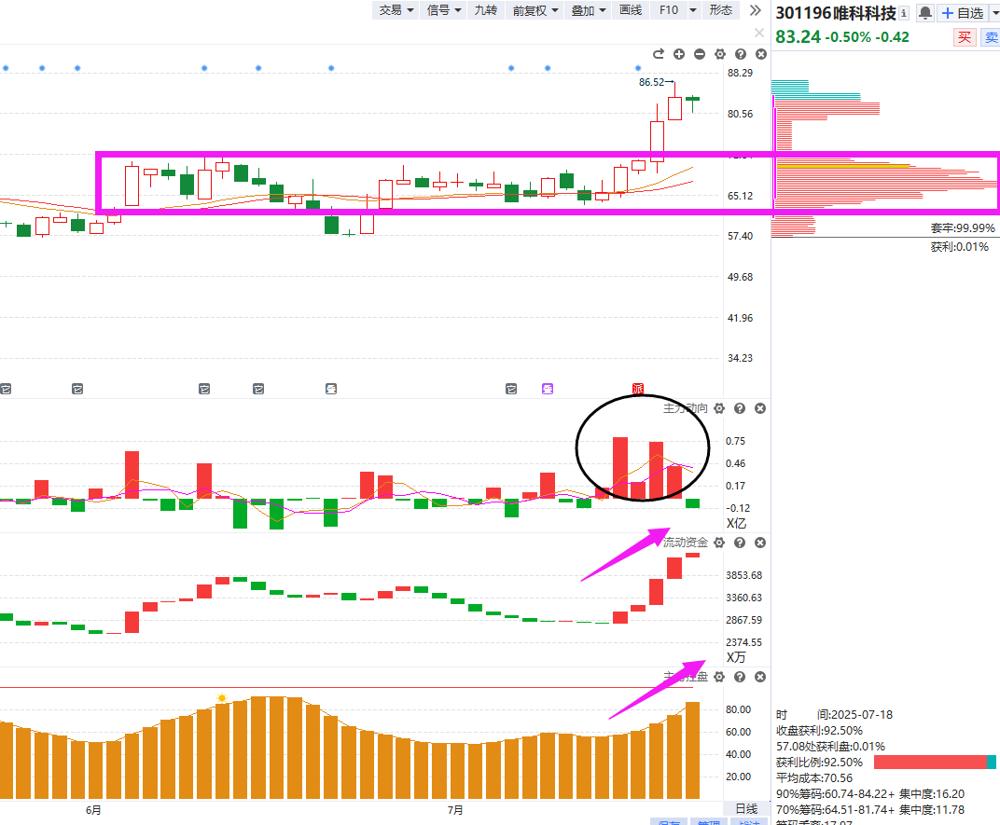 交易 信号 九转 前复权 叠加 画线 F10 形态
301196唯科科技 自选
83.24 -0.50% -0.42 买 卖
88.29
86.52
80.56
65.12
57.40
49.68
41.96
34.23
套牢:99.99%
获利:0.01%
派
主力动向
0.75
0.46
0.17
-0.12
X亿
流动资金
3853.68
3360.63
2867.59
2374.55
X万
80.00
60.00
40.00
20.00
6月 7月 日线
时 间:2025-07-18
收盘获利:92.50%
57.08处获利盘:0.01%
获利比例:92.50%
平均成本:70.56
90%筹码:60.74-84.22+ 集中度:16.20
70%筹码:64.51-81.74+ 集中度:11.78